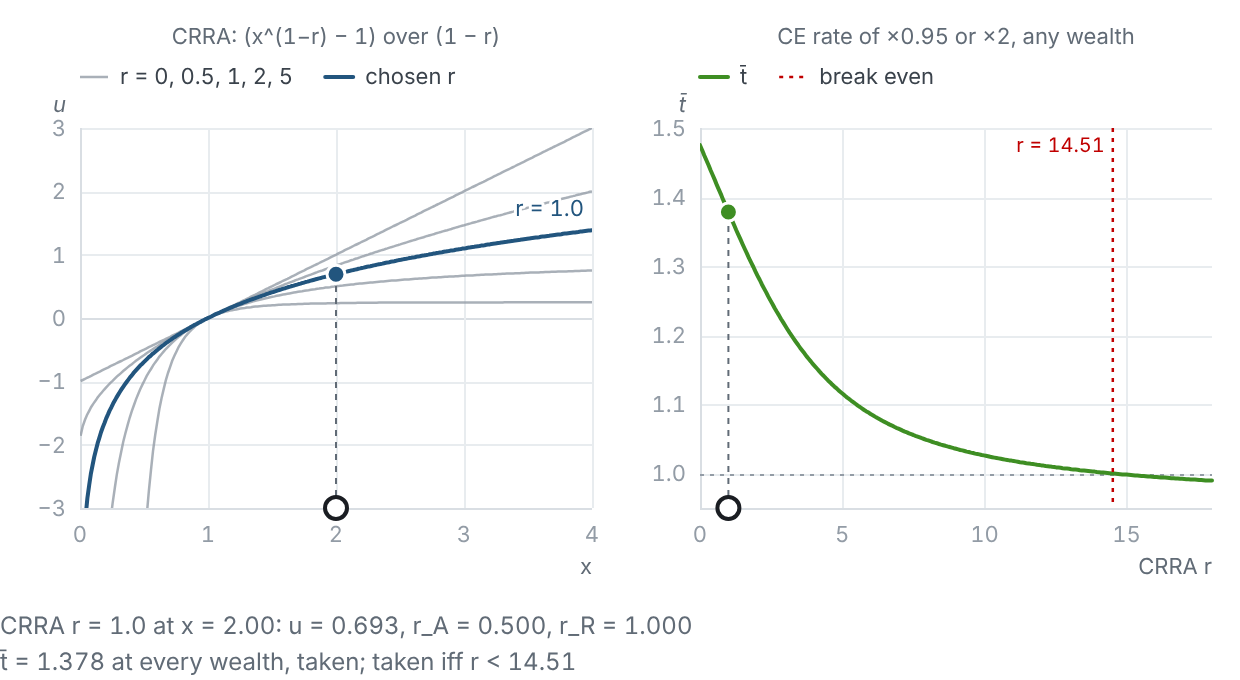 CRRA: (x^(1−r) − 1) over (1 − r)
r = 0, 0.5, 1, 2, 5
chosen r
u
3
2
1
0
−1
−2
−3
r = 1.0
0
1
2
3
4
x
CE rate of ×0.95 or ×2, any wealth
t̄
break even
t̄
1.5
1.4
1.3
1.2
1.1
1.0
r = 14.51
0
5
10
15
CRRA r
CRRA r = 1.0 at x = 2.00: u = 0.693, r_A = 0.500, r_R = 1.000
t̄ = 1.378 at every wealth, taken; taken iff r < 14.51